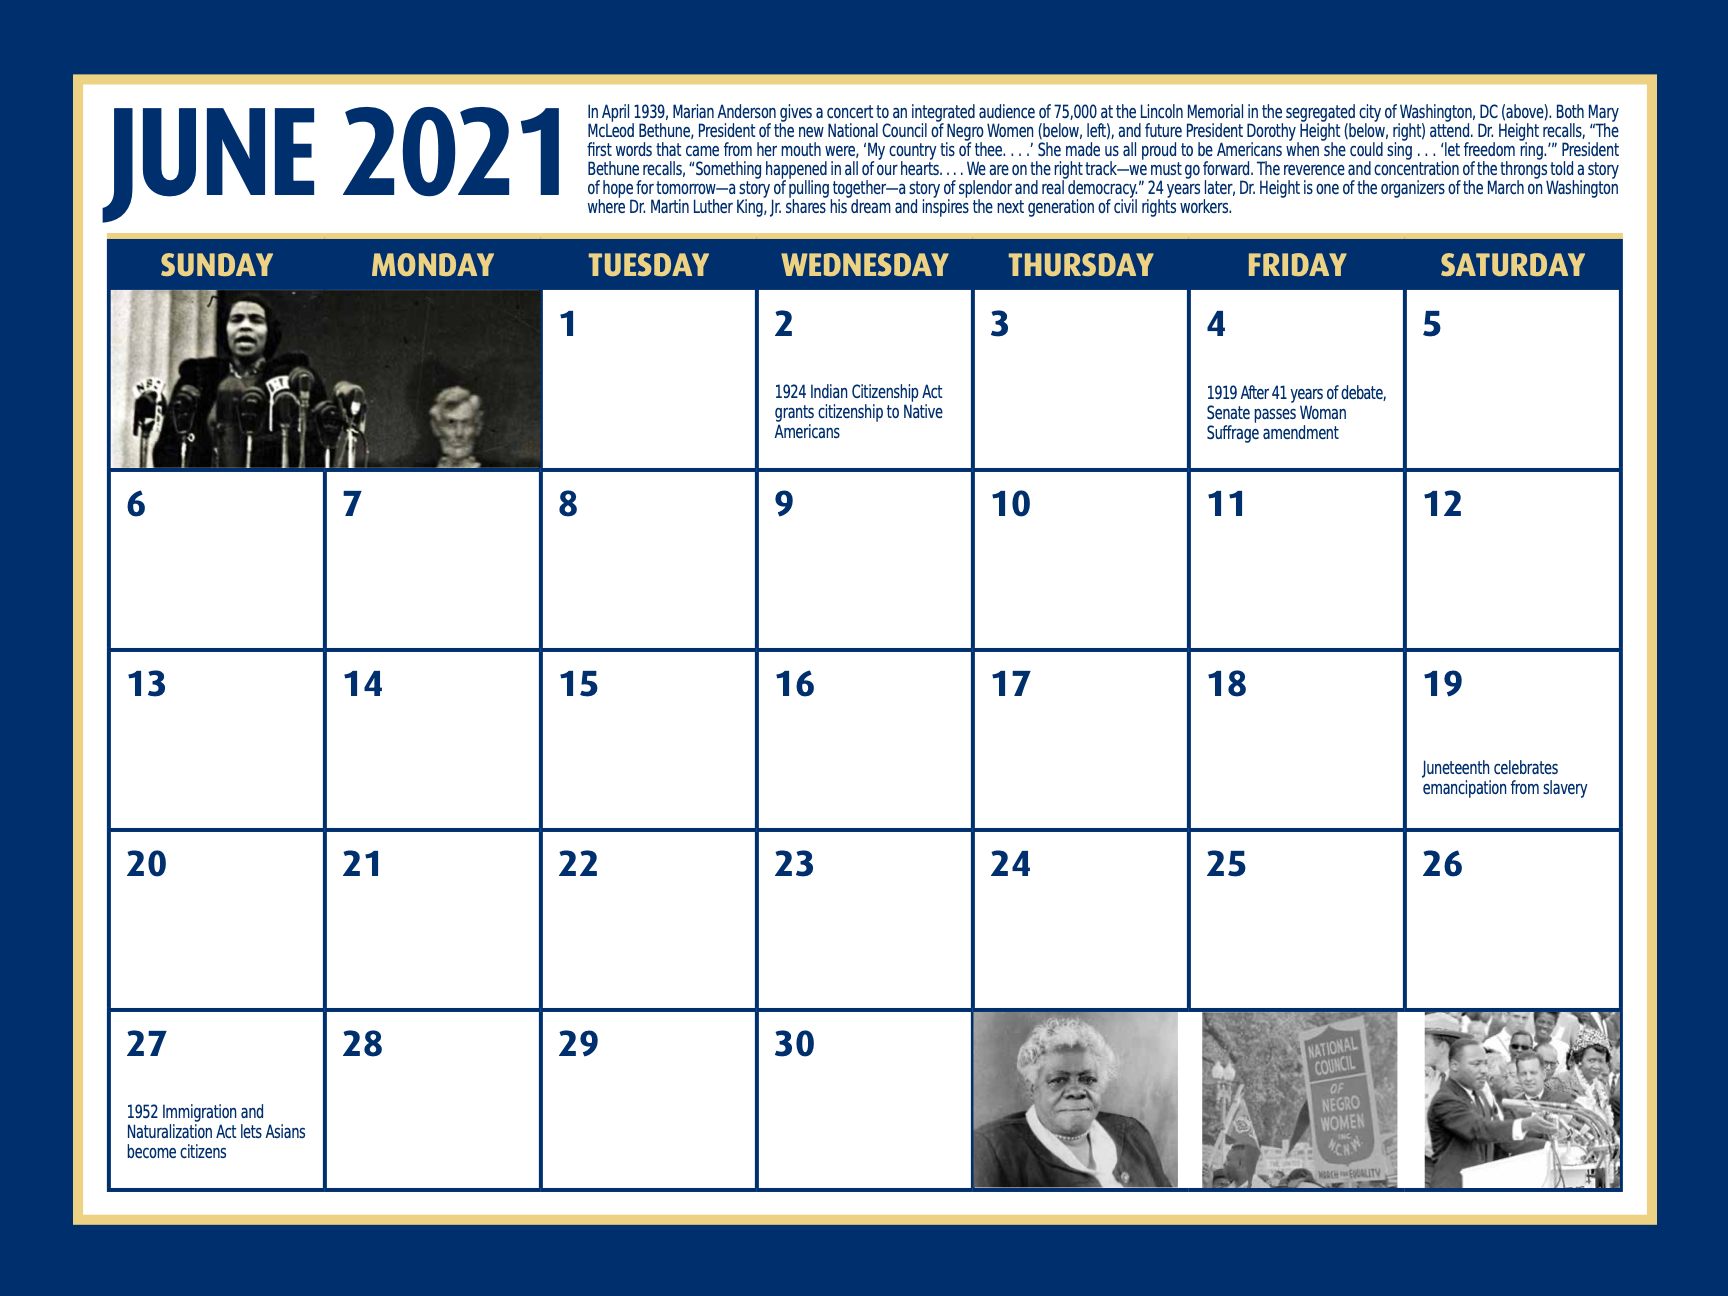 JUNE 2021
In April 1939, Marian Anderson gives a concert to an integrated audience of 75,000 at the Lincoln Memorial in the segregated city of Washington, DC (above). Both Mary
McLeod Bethune, President of the new National Council of Negro Women (below, left), and future President Dorothy Height (below, right) attend. Dr. Height recalls, “The
first words that came from her mouth were, ‘My country tis of thee. . . .’ She made us all proud to be Americans when she could sing . . . ‘let freedom ring.’” President
Bethune recalls, “Something happened in all of our hearts. . . . We are on the right track—we must go forward. The reverence and concentration of the throngs told a story
of hope for tomorrow—a story of pulling together—a story of splendor and real democracy.” 24 years later, Dr. Height is one of the organizers of the March on Washington
where Dr. Martin Luther King, Jr. shares his dream and inspires the next generation of civil rights workers.
SUNDAY MONDAY TUESDAY WEDNESDAY THURSDAY FRIDAY SATURDAY
1 2 3 4 5
1924 Indian Citizenship Act
grants citizenship to Native
Americans
1919 After 41 years of debate,
Senate passes Woman
Suffrage amendment
6 7 8 9 10 11 12
13 14 15 16 17 18 19
Juneteenth celebrates
emancipation from slavery
20 21 22 23 24 25 26
27 28 29 30
1952 Immigration and
Naturalization Act lets Asians
become citizens
NATIONAL
COUNCIL
OF
NEGRO
WOMEN
INC
N.C.N.W.
MARCH FOR EQUALITY